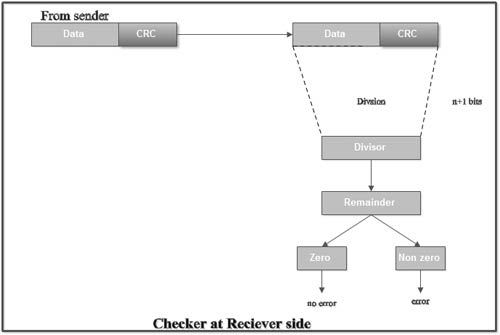 From sender
Data CRC Data CRC
Divsion n+1 bits
Divisor
Remainder
Zero Non zero
no error error
Checker at Reciever side